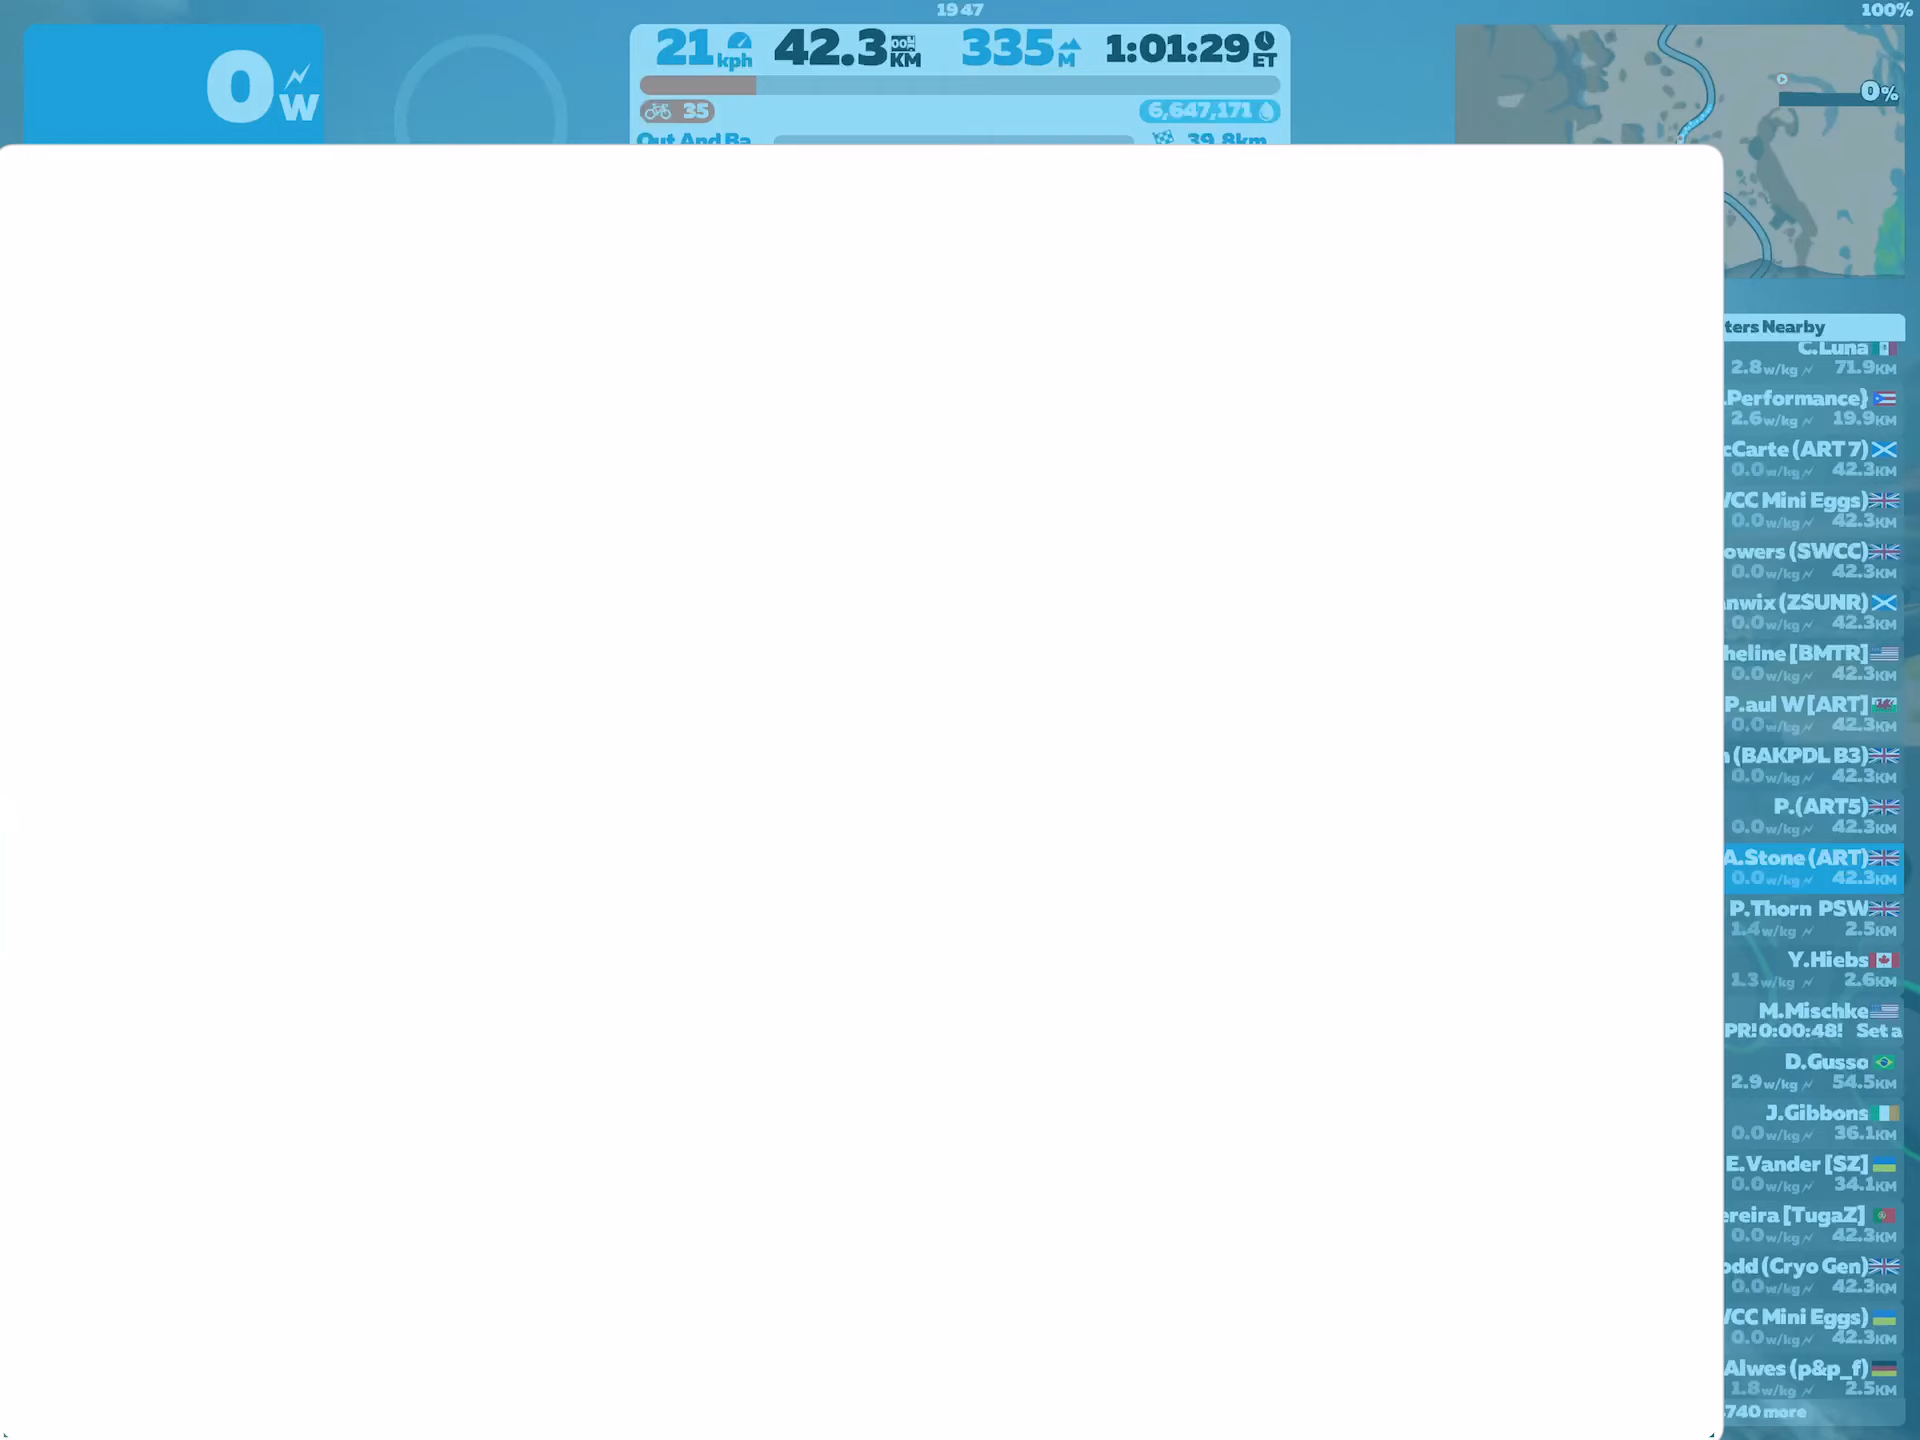 19 47
100%
0 W
21 kph 42.3 KM 335 M 1:01:29 ET
35
6,647,171
Out And Ba
39.8km
0%
ters Nearby
C.Luna
2.8w/kg 71.9KM
.Performance}
2.6w/kg 19.9KM
cCarte (ART 7)
0.0w/kg 42.3KM
CC Mini Eggs)
0.0w/kg 42.3KM
owers (SWCC)
0.0w/kg 42.3KM
nwix (ZSUNR)
0.0w/kg 42.3KM
heline [BMTR]
0.0w/kg 42.3KM
P.aul W [ART]
0.0w/kg 42.3KM
(BAKPDL B3)
0.0w/kg 42.3KM
P.(ART5)
0.0w/kg 42.3KM
A.Stone (ART)
0.0w/kg 42.3KM
P.Thorn PSW
1.4w/kg 2.5KM
Y.Hiebs
1.3w/kg 2.6KM
M.Mischke
PR! 0:00:48! Set a
D.Gusso
2.9w/kg 54.5KM
J.Gibbons
0.0w/kg 36.1KM
E.Vander [SZ]
0.0w/kg 34.1KM
ereira [TugaZ]
0.0w/kg 42.3KM
odd (Cryo Gen)
0.0w/kg 42.3KM
CC Mini Eggs)
0.0w/kg 42.3KM
Alwes (p&p_f)
1.8w/kg 2.5KM
740 more